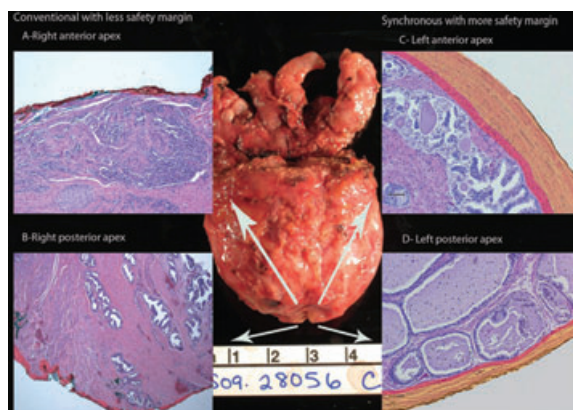 Conventional with less safety margin
A-Right anterior apex
Synchronous with more safety margin
C- Left anterior apex
B-Right posterior apex
D- Left posterior apex
1 2 3 4
S09. 28056 C